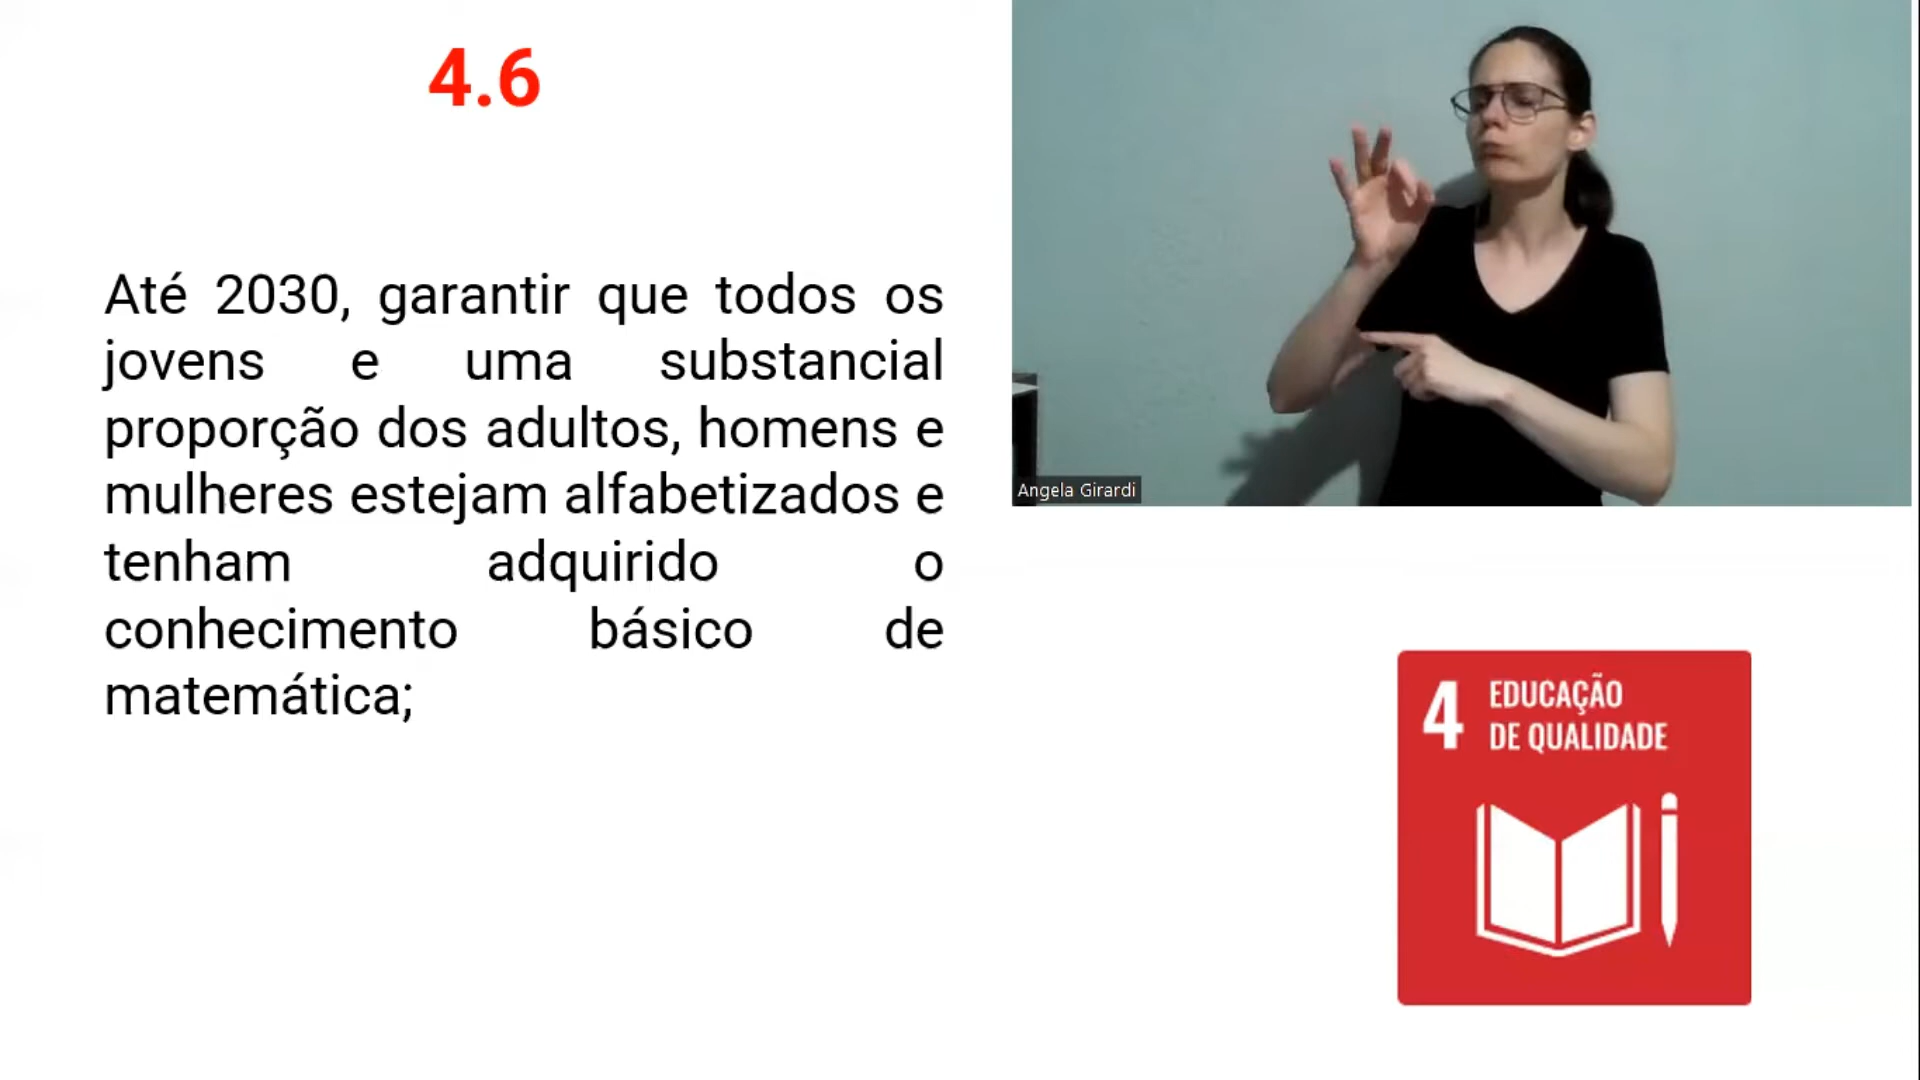 4.6
Até 2030, garantir que todos os
jovens e uma substancial
proporção dos adultos, homens e
mulheres estejam alfabetizados e
tenham adquirido o
conhecimento básico de
matemática;
Angela Girardi
4 EDUCAÇÃO
DE QUALIDADE